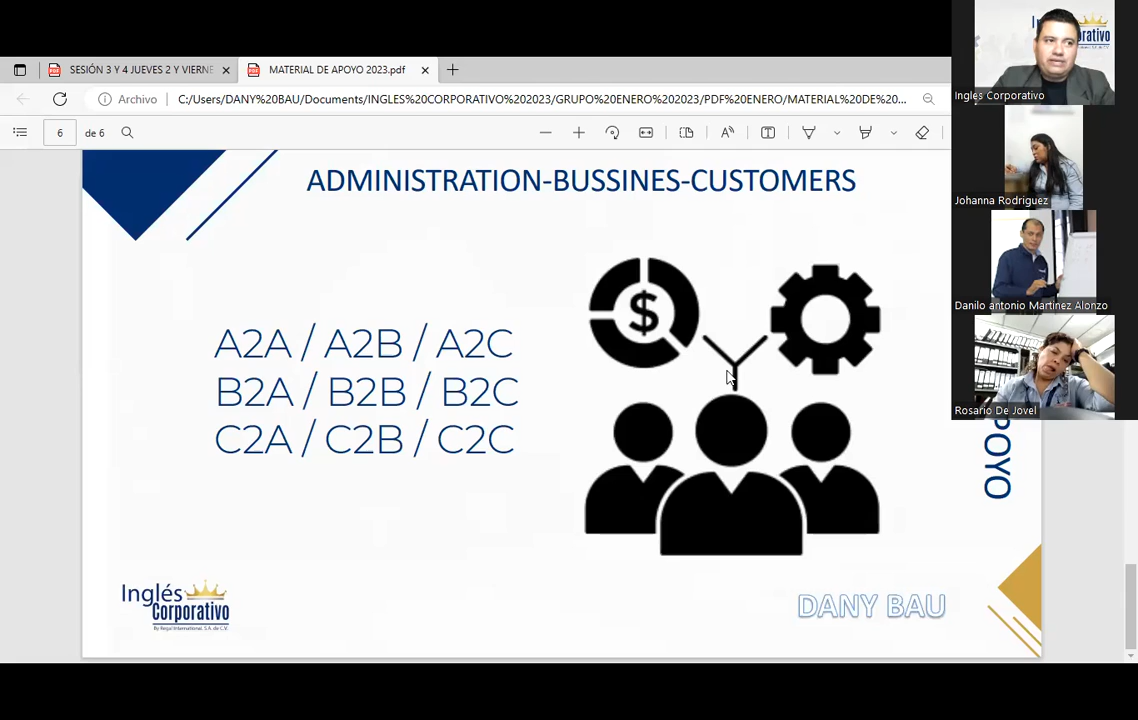 SESIÓN 3 Y 4 JUEVES 2 Y VIERNE
MATERIAL DE APOYO 2023.pdf
Archivo
C:/Users/DANY%20BAU/Documents/INGLES%20CORPORATIVO%202023/GRUPO%20ENERO%202023/PDF%20ENERO/MATERIAL%20DE%20...
6 de 6
ADMINISTRATION-BUSSINES-CUSTOMERS
A2A / A2B / A2C
B2A / B2B / B2C
C2A / C2B / C2C
$
POYO
Inglés
Corporativo
By Regal International, S.A. de C.V.
DANY BAU
Ingles Corporativo
Johanna Rodriguez
Danilo antonio Martinez Alonzo
Rosario De Jovel